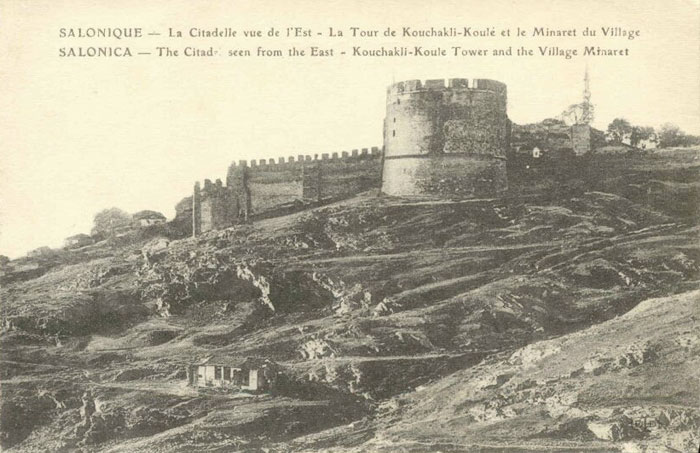 SALONIQUE — La Citadelle vue de l'Est - La Tour de Kouchakli-Koulé et le Minaret du Village
SALONICA — The Citad seen from the East - Kouchakli-Koule Tower and the Village Minaret